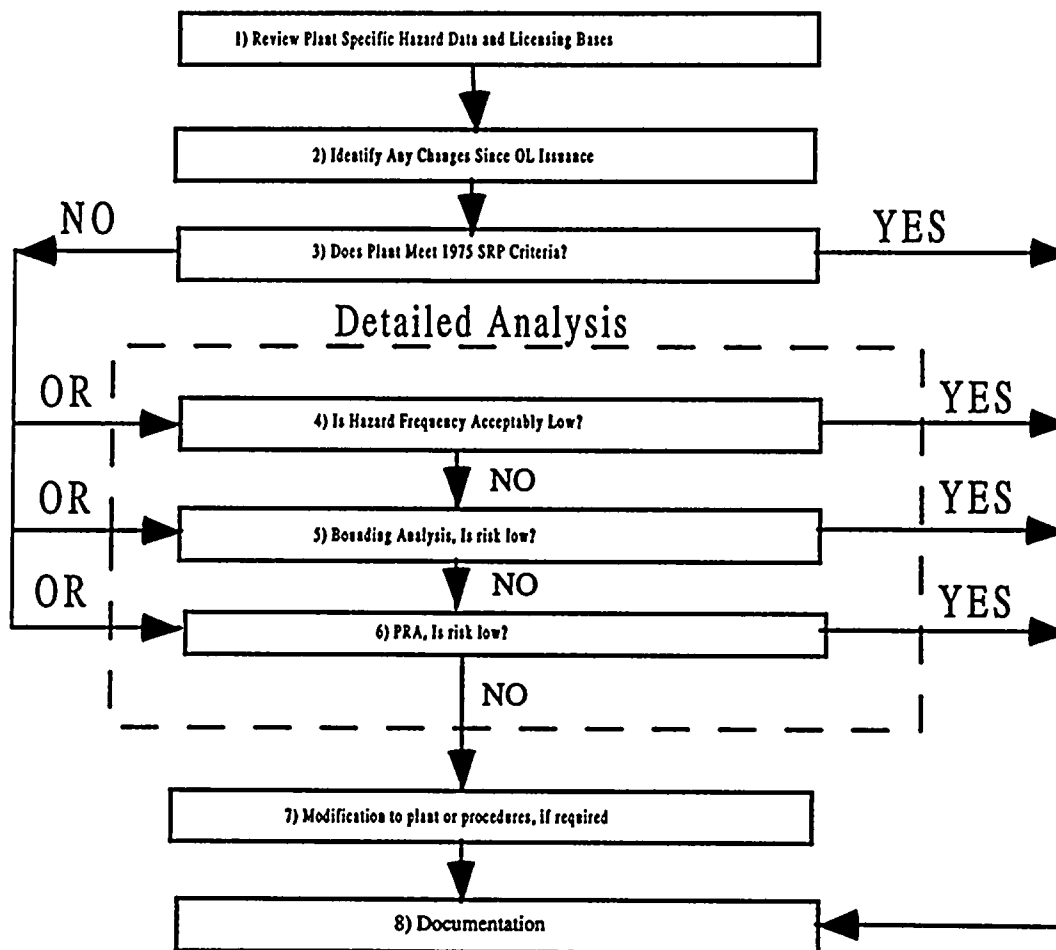 1) Review Plant Specific Hazard Data and Licensing Bases
2) Identify Any Changes Since OL Issuance
NO
3) Does Plant Meet 1975 SRP Criteria?
YES
Detailed Analysis
OR
4) Is Hazard Frequency Acceptably Low?
YES
NO
OR
5) Bounding Analysis, Is risk low?
YES
NO
OR
6) PRA, Is risk low?
YES
NO
7) Modification to plant or procedures, if required
8) Documentation